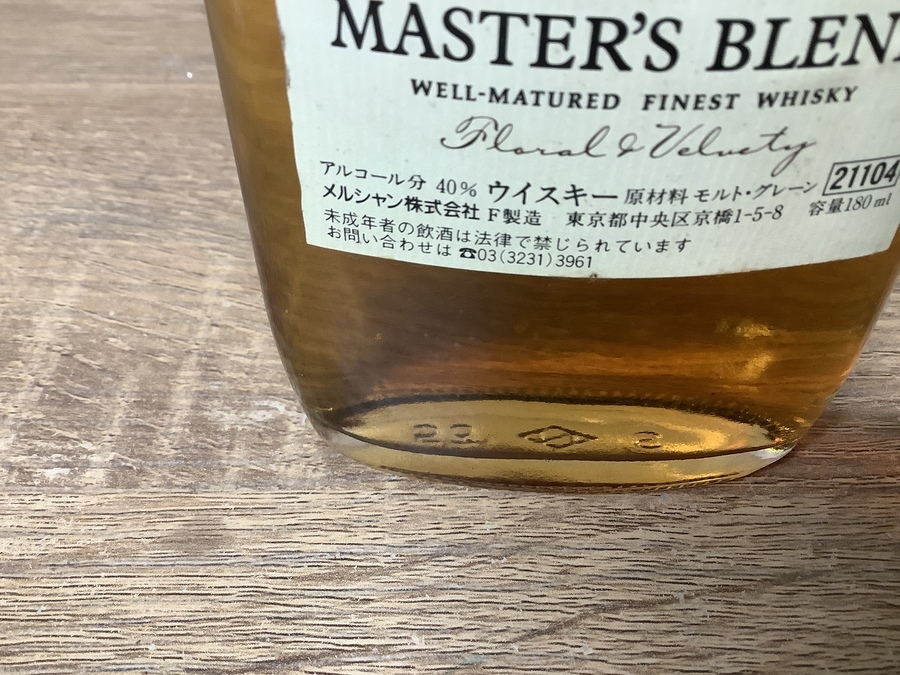 MASTER'S BLEN
WELL-MATURED FINEST WHISKY
Floral & Velvety
アルコール分 40% ウイスキー 原材料 モルト・グレーン 21104
メルシャン株式会社 F製造 東京都中央区京橋1-5-8 容量180ml
未成年者の飲酒は法律で禁じられています
お問い合わせは ☎03(3231)3961
23 3